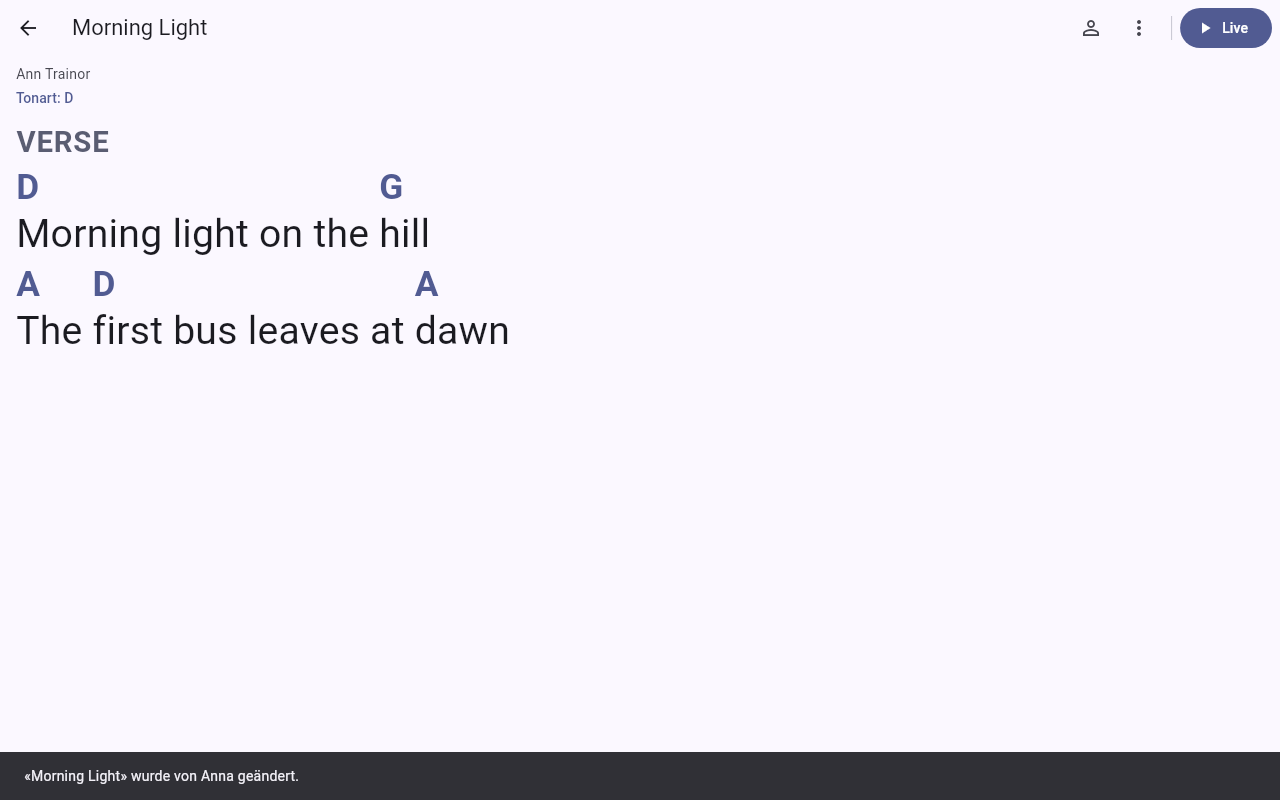 Morning Light
Live
Ann Trainor
Tonart: D
VERSE
D G
Morning light on the hill
A D A
The first bus leaves at dawn
«Morning Light» wurde von Anna geändert.